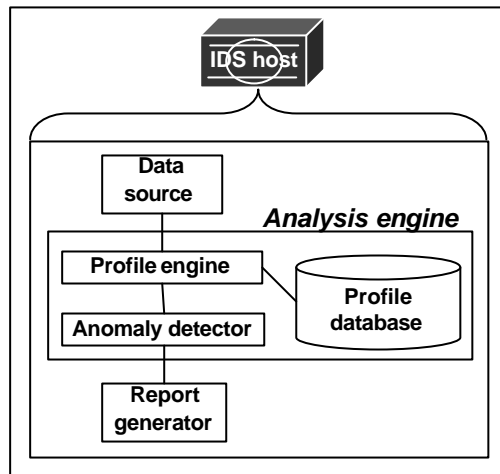 IDS host
Data
source
Analysis engine
Profile engine
Profile
database
Anomaly detector
Report
generator